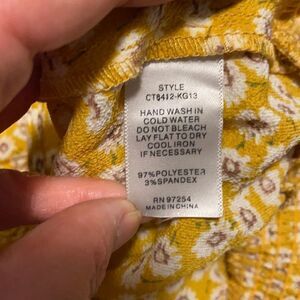 STYLE
CT8412-KG13
HAND WASH IN
COLD WATER
DO NOT BLEACH
LAY FLAT TO DRY
COOL IRON
IF NECESSARY
97% POLYESTER
3% SPANDEX
RN 97254
MADE IN CHINA